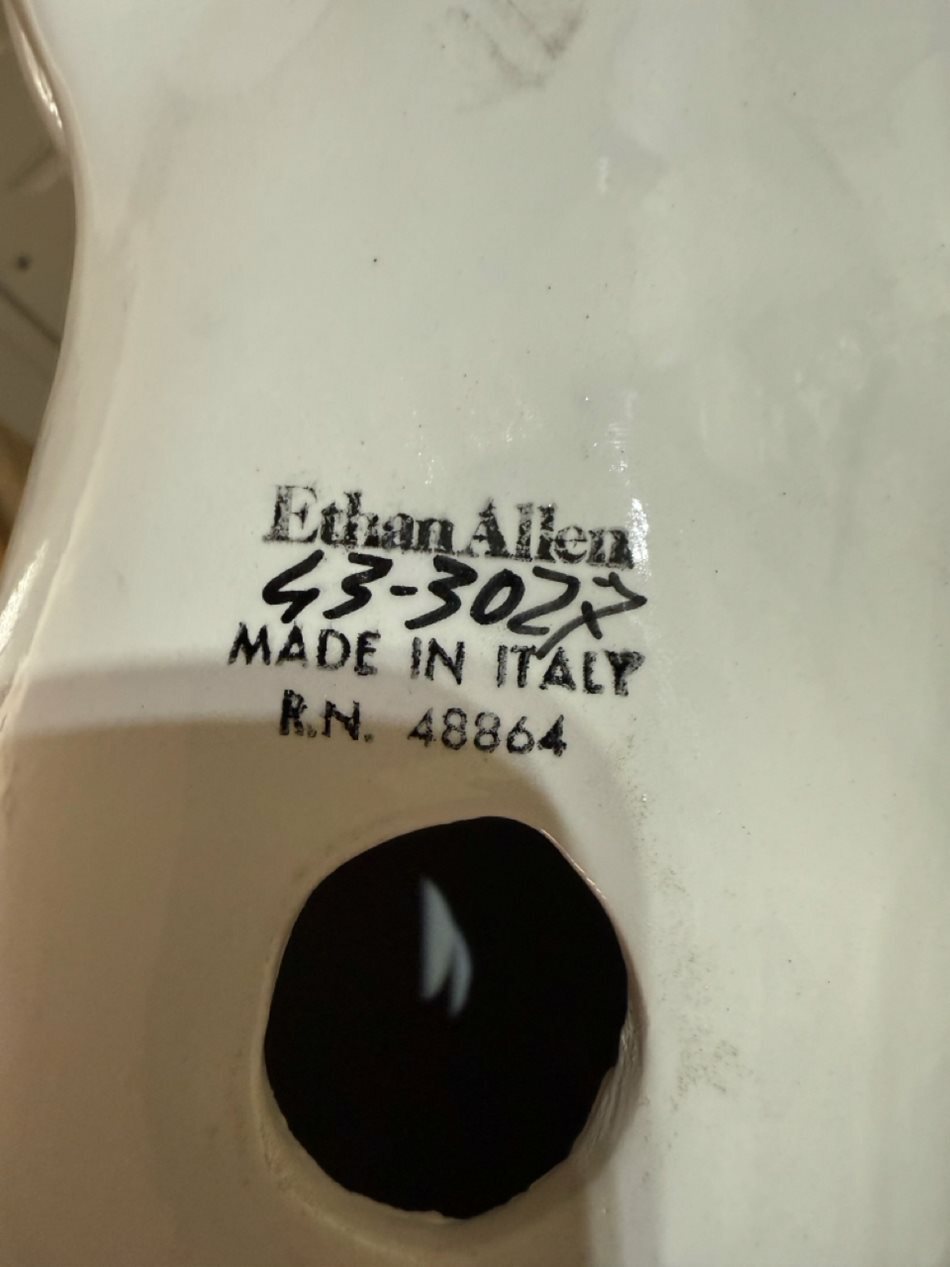 Ethan Allen
43-3027
MADE IN ITALY
R.N. 48864